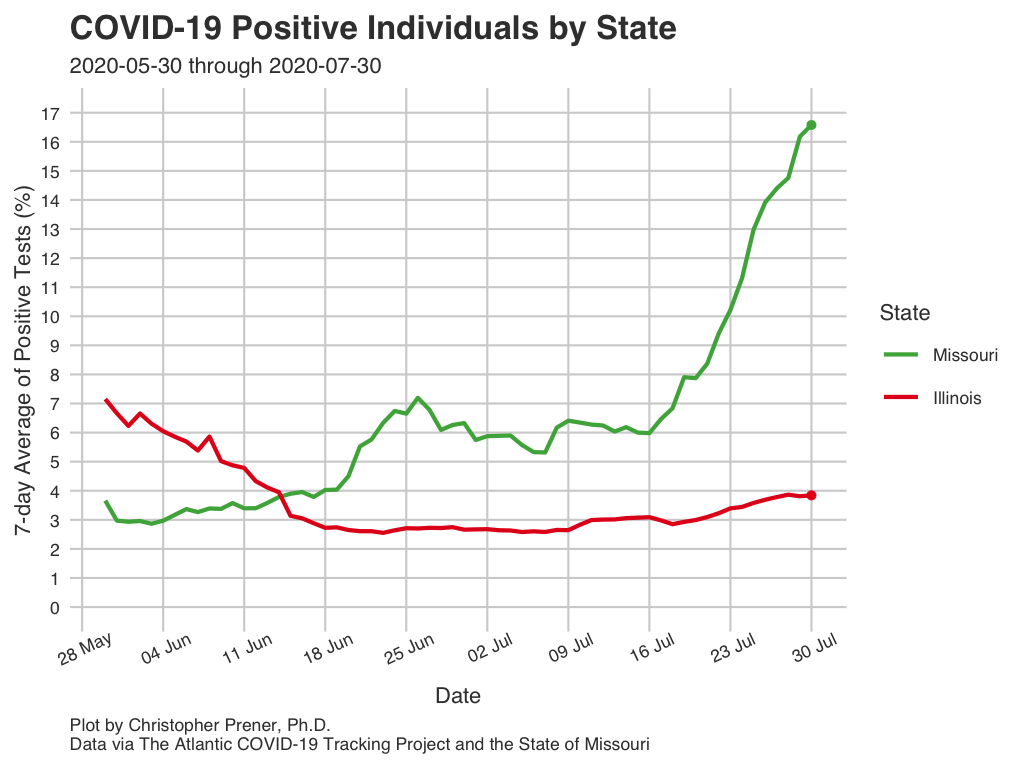 COVID-19 Positive Individuals by State
2020-05-30 through 2020-07-30
7-day Average of Positive Tests (%)
17
16
15
14
13
12
11
10
9
8
7
6
5
4
3
2
1
0
28 May
04 Jun
11 Jun
18 Jun
25 Jun
02 Jul
09 Jul
16 Jul
23 Jul
30 Jul
Date
State
Missouri
Illinois
Plot by Christopher Prener, Ph.D.
Data via The Atlantic COVID-19 Tracking Project and the State of Missouri